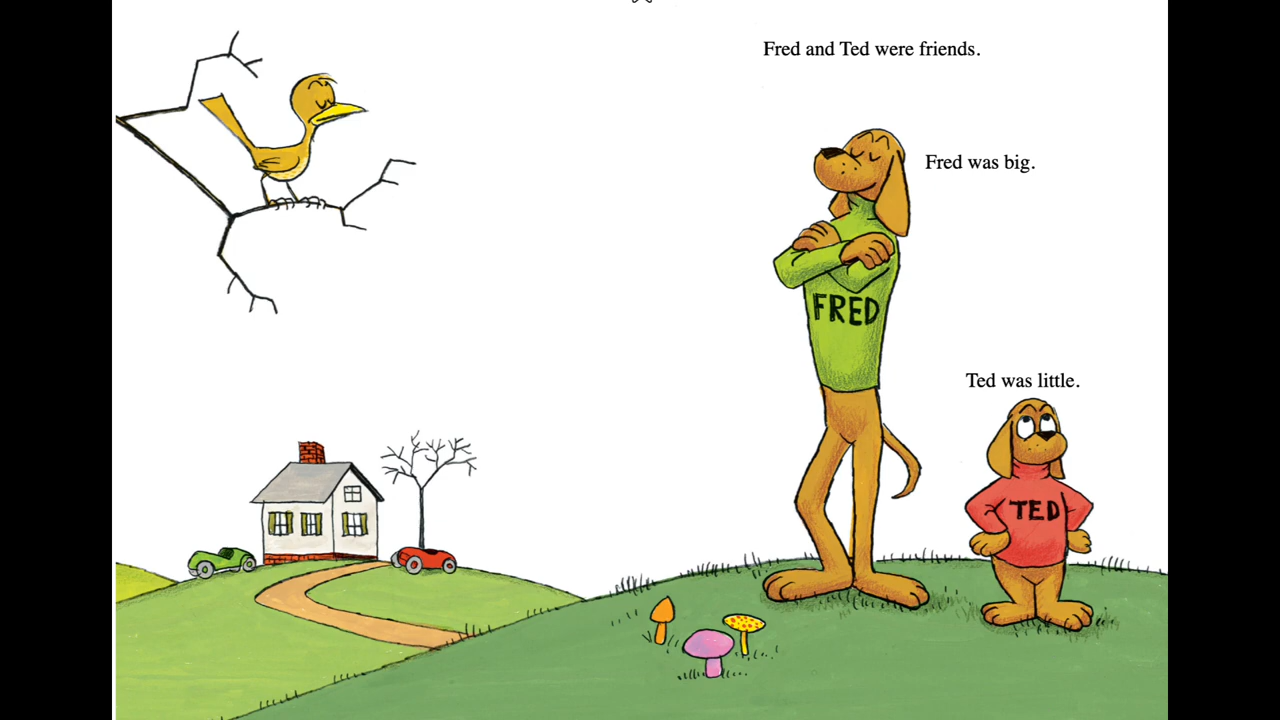 Fred and Ted were friends.
Fred was big.
FRED
Ted was little.
TED